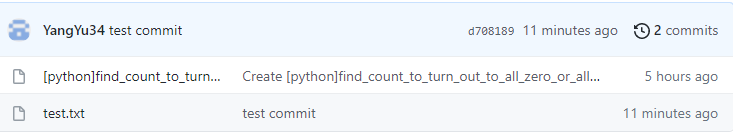 YangYu34 test commit d708189 11 minutes ago 2 commits
[python]find_count_to_turn... Create [python]find_count_to_turn_out_to_all_zero_or_all... 5 hours ago
test.txt test commit 11 minutes ago